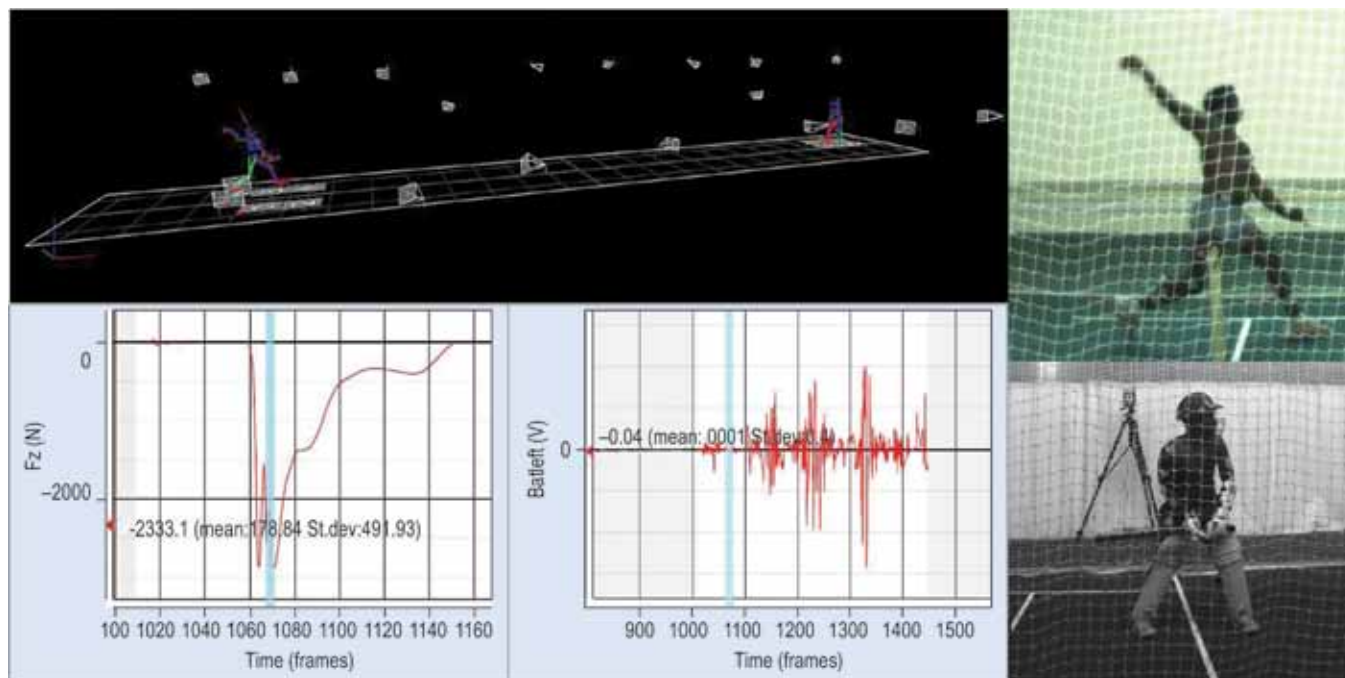 0
Fz (N)
–2000
-2333.1 (mean:178.84 St.dev:491.93)
100 1020 1040 1060 1080 1100 1120 1140 1160
Time (frames)
Batleft (V)
0
–0.04 (mean: 0001 St.dev:0.4)
900 1000 1100 1200 1300 1400 1500
Time (frames)